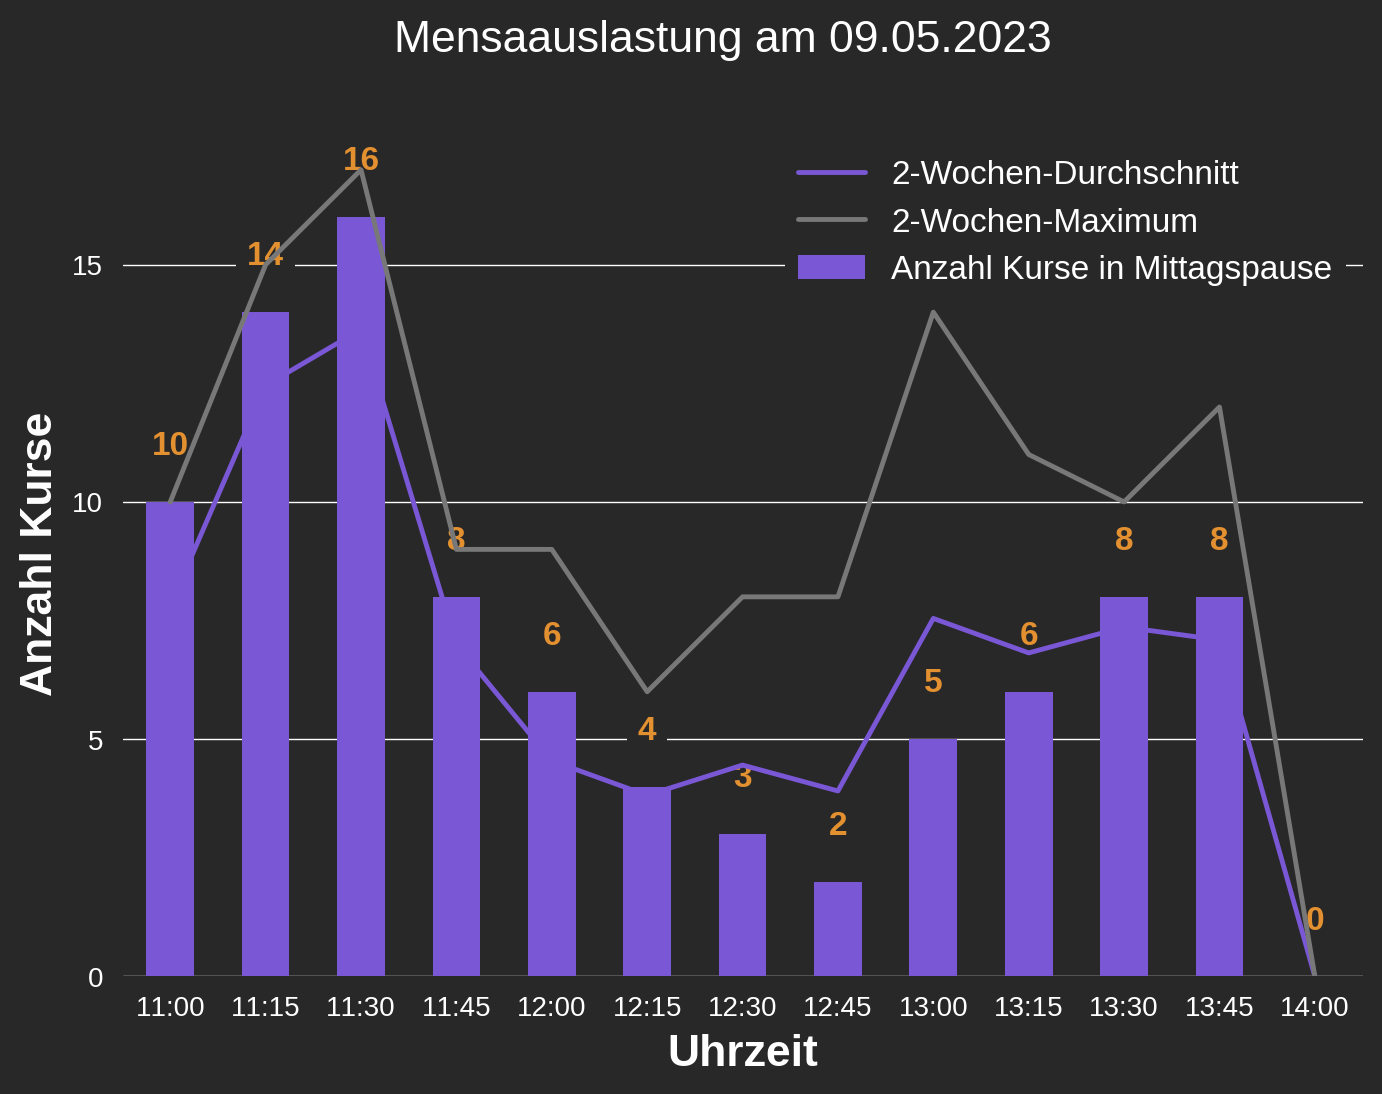 Mensaauslastung am 09.05.2023
2-Wochen-Durchschnitt
2-Wochen-Maximum
Anzahl Kurse in Mittagspause
Anzahl Kurse
15
10
5
0
10
14
16
8
6
4
3
2
5
6
8
8
0
11:00 11:15 11:30 11:45 12:00 12:15 12:30 12:45 13:00 13:15 13:30 13:45 14:00
Uhrzeit